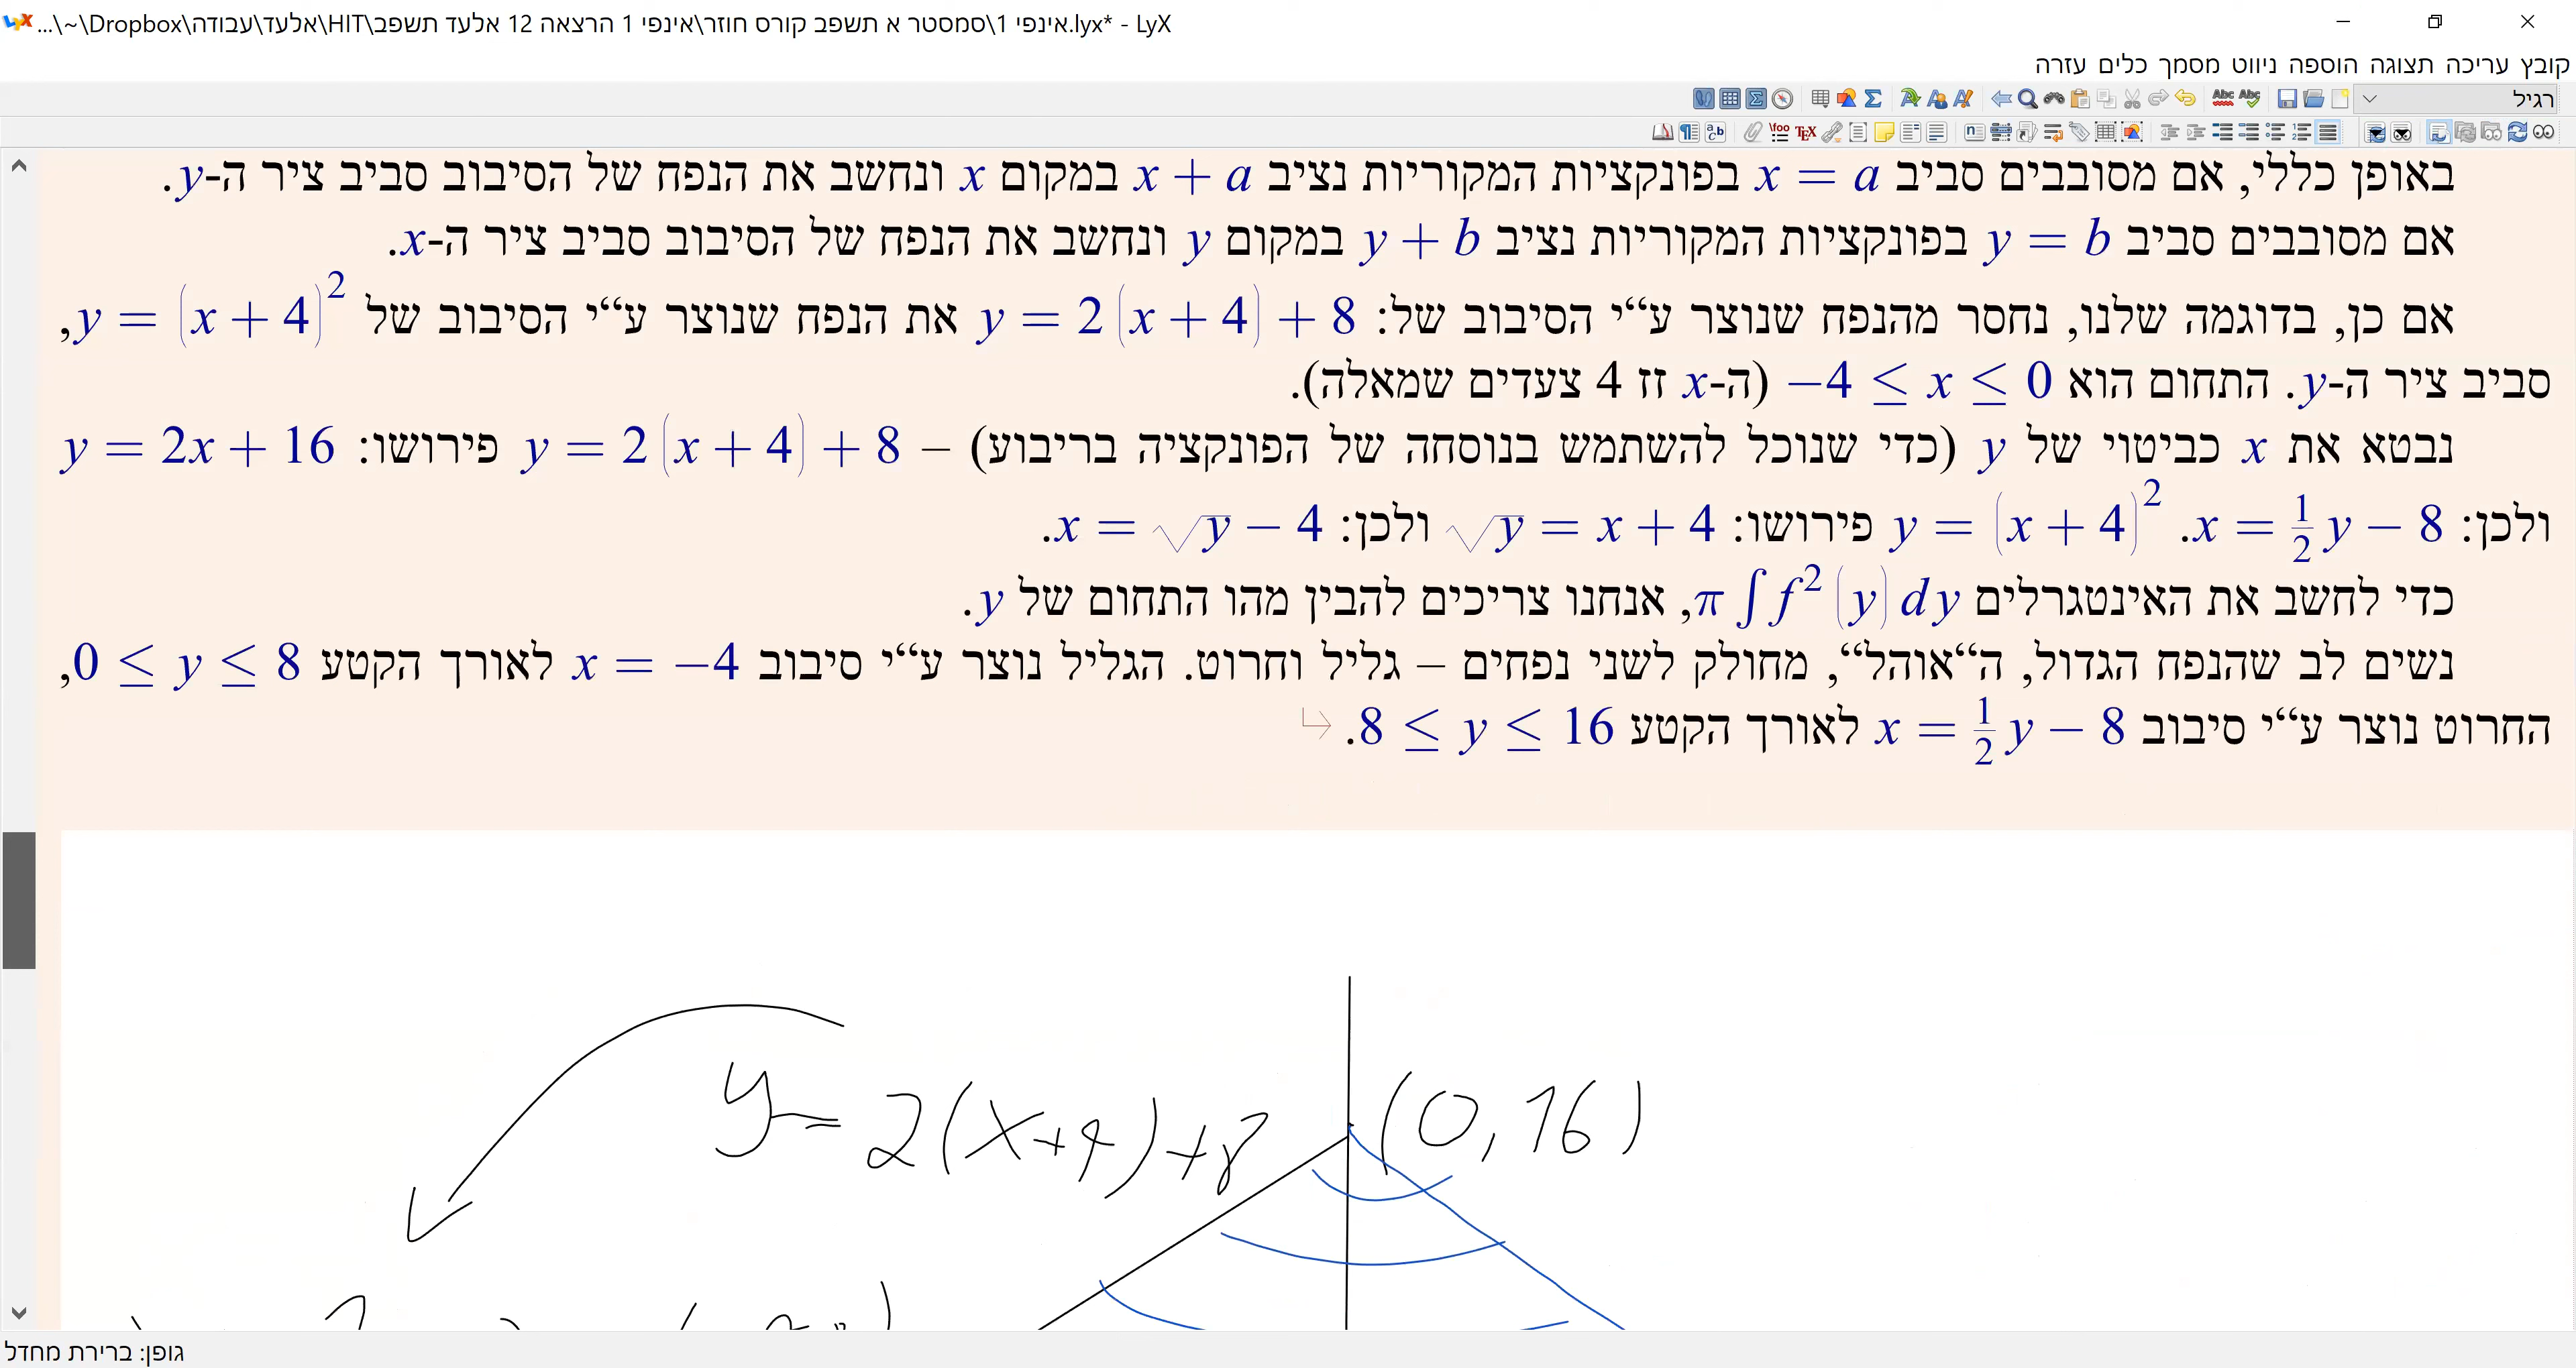 ...\~\Dropbox\עבודה\אלעד\HIT\אינפי 1\סמסטר א תשפב קורס חוזר\אינפי 1 הרצאה 12 אלעד תשפב.lyx* - LyX
קובץ עריכה תצוגה הוספה ניווט מסמך כלים עזרה
רגיל
באופן כללי, אם מסובבים סביב x = a בפונקציות המקוריות נציב x + a במקום x ונחשב את הנפח של הסיבוב סביב ציר ה-y.
אם מסובבים סביב y = b בפונקציות המקוריות נציב y + b במקום y ונחשב את הנפח של הסיבוב סביב ציר ה-x.
אם כן, בדוגמה שלנו, נחסר מהנפח שנוצר ע״י הסיבוב של: y = 2(x + 4) + 8 את הנפח שנוצר ע״י הסיבוב של y = (x + 4)²,
סביב ציר ה-y. התחום הוא −4 ≤ x ≤ 0 (ה-x זז 4 צעדים שמאלה).
נבטא את x כביטוי של y (כדי שנוכל להשתמש בנוסחה של הפונקציה בריבוע) – y = 2(x + 4) + 8 פירושו: y = 2x + 16
ולכן: x = ½y − 8. y = (x + 4)² פירושו: √y = x + 4 ולכן: x = √y − 4.
כדי לחשב את האינטגרלים π∫f²(y)dy, אנחנו צריכים להבין מהו התחום של y.
נשים לב שהנפח הגדול, ה״אוהל״, מחולק לשני נפחים – גליל וחרוט. הגליל נוצר ע״י סיבוב x = −4 לאורך הקטע 0 ≤ y ≤ 8,
החרוט נוצר ע״י סיבוב x = ½y − 8 לאורך הקטע 8 ≤ y ≤ 16.
y = 2(x+4)+8
(0,16)
גופן: ברירת מחדל